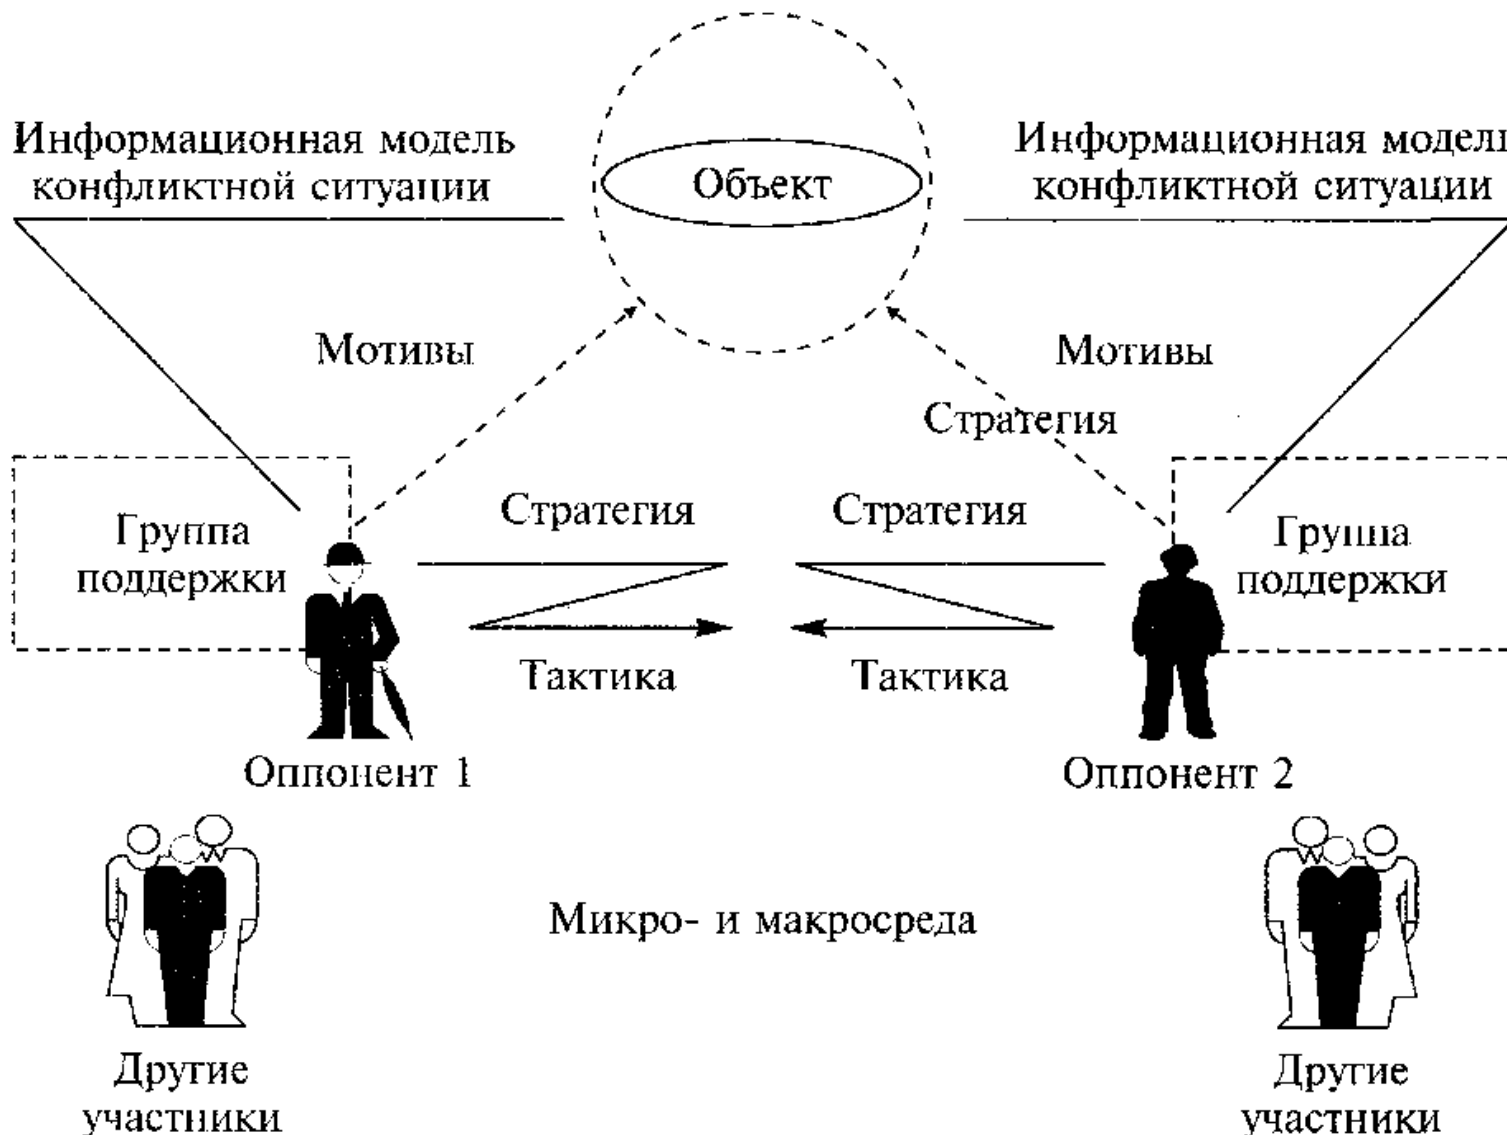 Информационная модель
конфликтной ситуации
Объект
Информационная модель
конфликтной ситуации
Мотивы
Мотивы
Стратегия
Группа
поддержки
Стратегия
Стратегия
Группа
поддержки
Тактика
Тактика
Оппонент 1
Оппонент 2
Микро- и макросреда
Другие
участники
Другие
участники